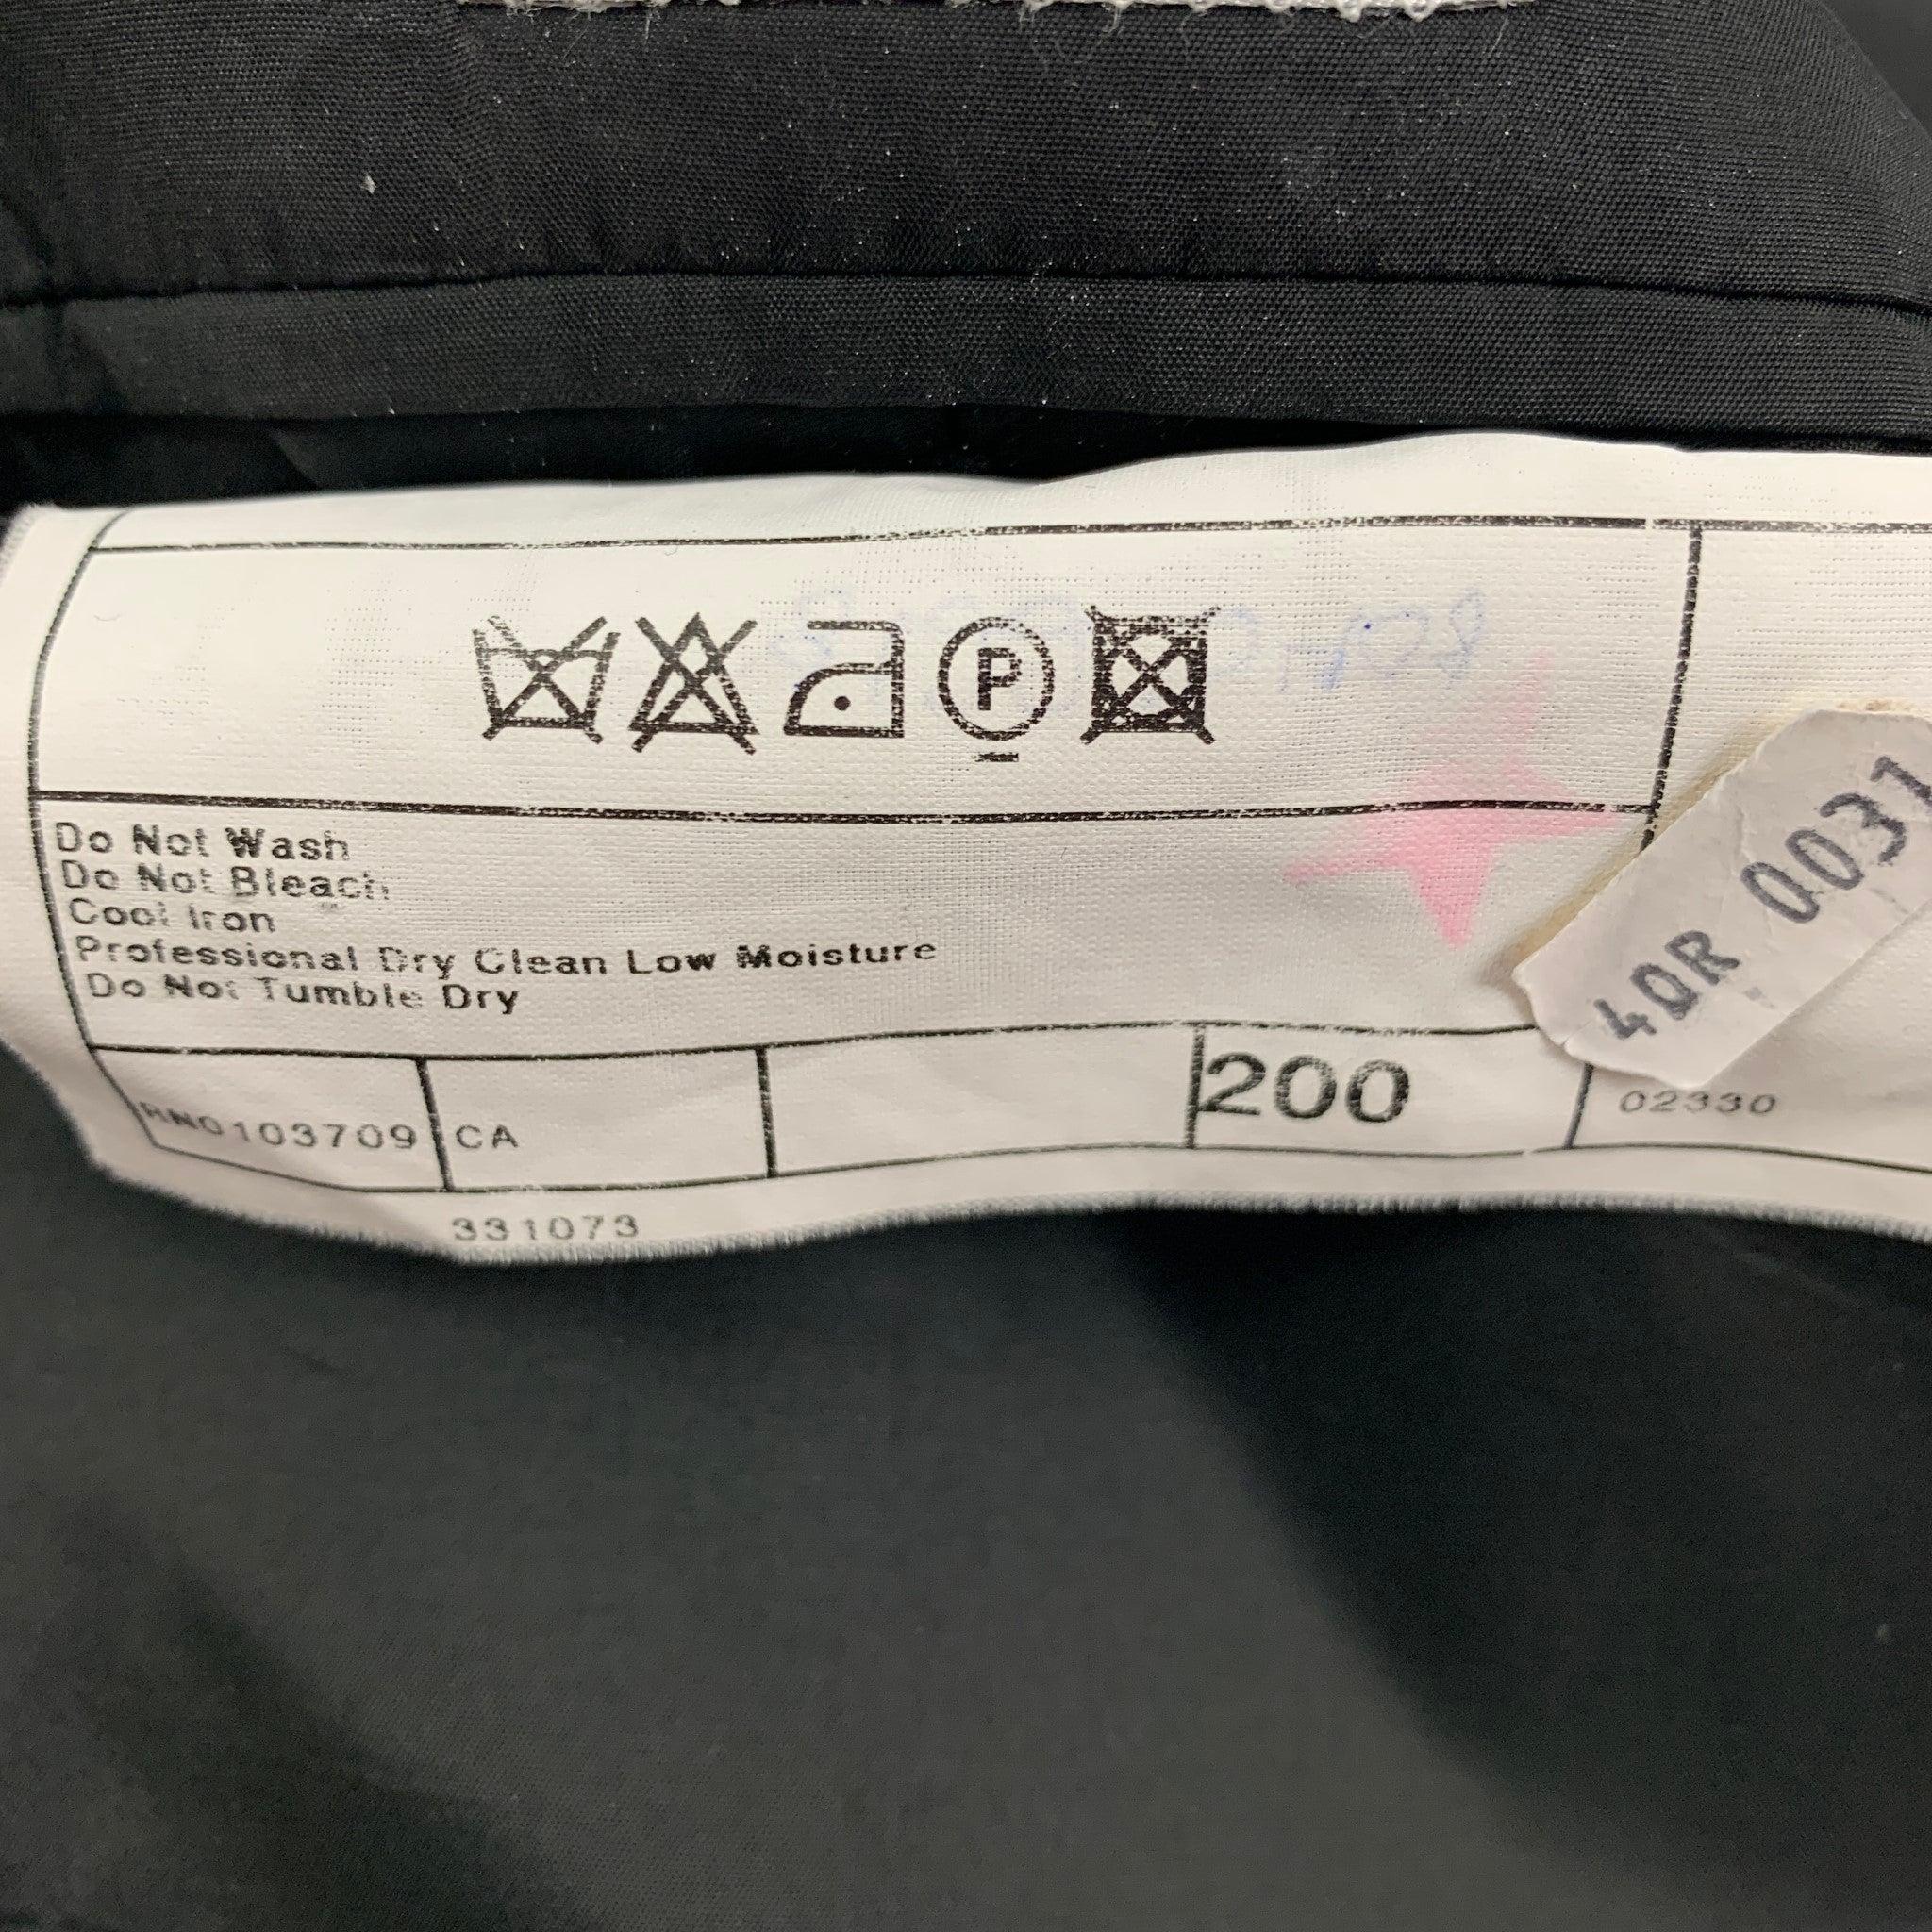 P
Do Not Wash
Do Not Bleach
Cool Iron
Professional Dry Clean Low Moisture
Do Not Tumble Dry
RN0103709 CA 200 02330
331073
4QR 0031